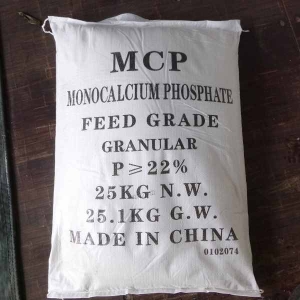 MCP
MONOCALCIUM PHOSPHATE
FEED GRADE
GRANULAR
P≥22%
25KG N.W.
25.1KG G.W.
MADE IN CHINA
0102074